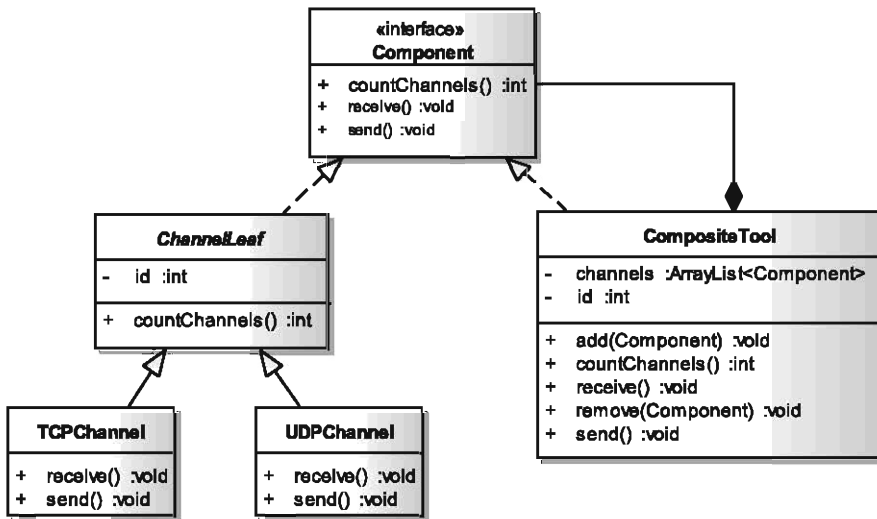 «interface»
Component
+ countChannels() :int
+ receive() :void
+ send() :void
ChannelLeaf
- id :int
+ countChannels() :int
CompositeTool
- channels :ArrayList<Component>
- id :int
+ add(Component) :void
+ countChannels() :int
+ receive() :void
+ remove(Component) :void
+ send() :void
TCPChannel
+ receive() :void
+ send() :void
UDPChannel
+ receive() :void
+ send() :void